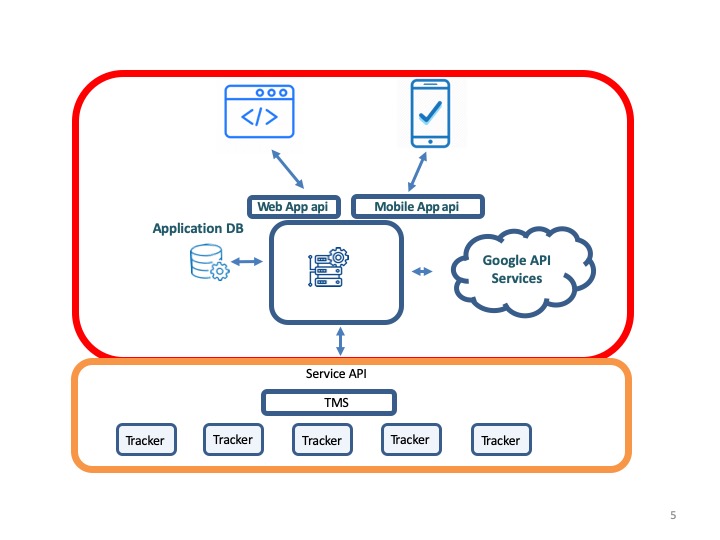 </>
Web App api
Mobile App api
Application DB
Google API
Services
Service API
TMS
Tracker
Tracker
Tracker
Tracker
Tracker
5